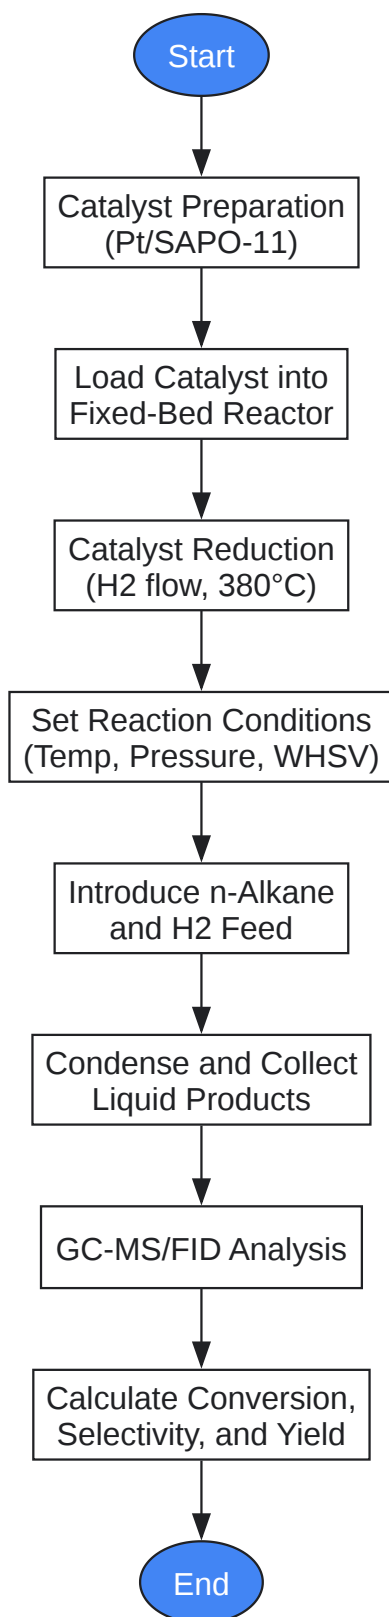 Start
Catalyst Preparation
(Pt/SAPO-11)
Load Catalyst into
Fixed-Bed Reactor
Catalyst Reduction
(H2 flow, 380°C)
Set Reaction Conditions
(Temp, Pressure, WHSV)
Introduce n-Alkane
and H2 Feed
Condense and Collect
Liquid Products
GC-MS/FID Analysis
Calculate Conversion,
Selectivity, and Yield
End